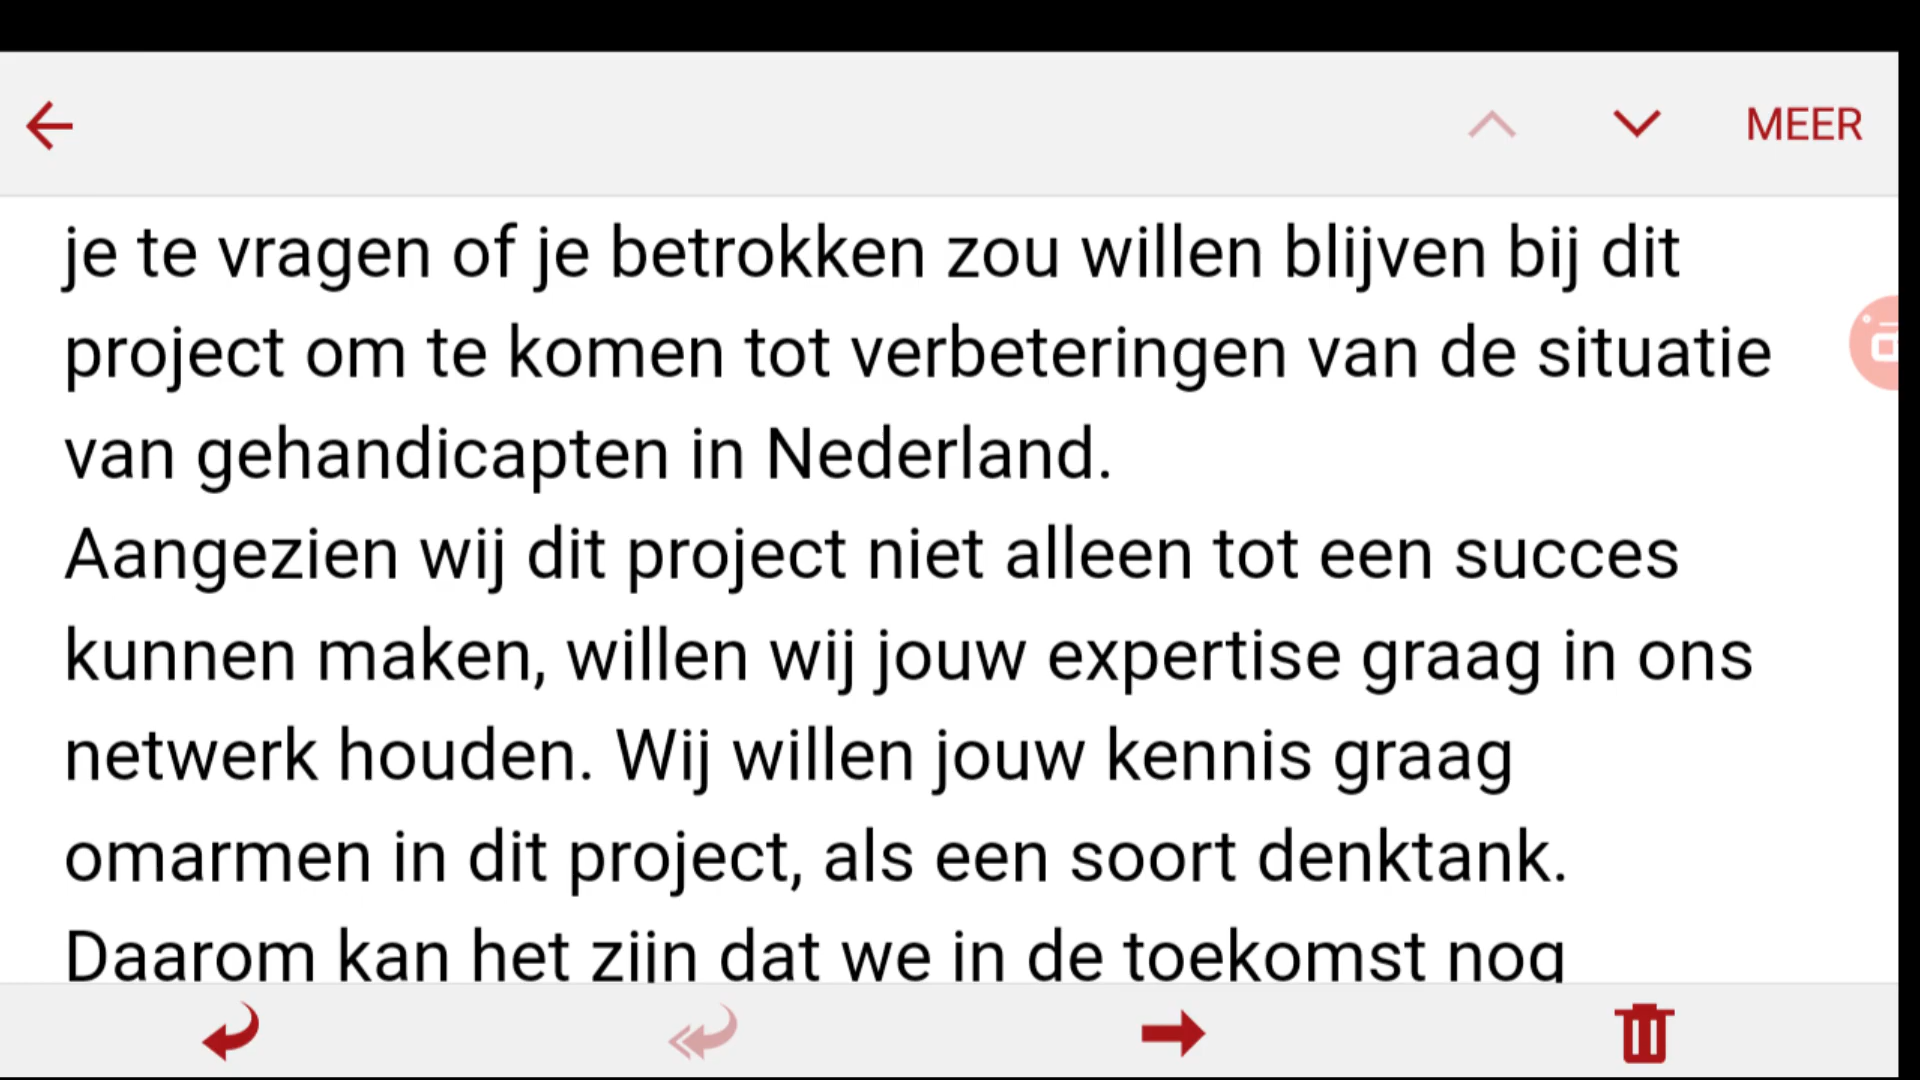 MEER
je te vragen of je betrokken zou willen blijven bij dit
project om te komen tot verbeteringen van de situatie
van gehandicapten in Nederland.
Aangezien wij dit project niet alleen tot een succes
kunnen maken, willen wij jouw expertise graag in ons
netwerk houden. Wij willen jouw kennis graag
omarmen in dit project, als een soort denktank.
Daarom kan het zijn dat we in de toekomst nog